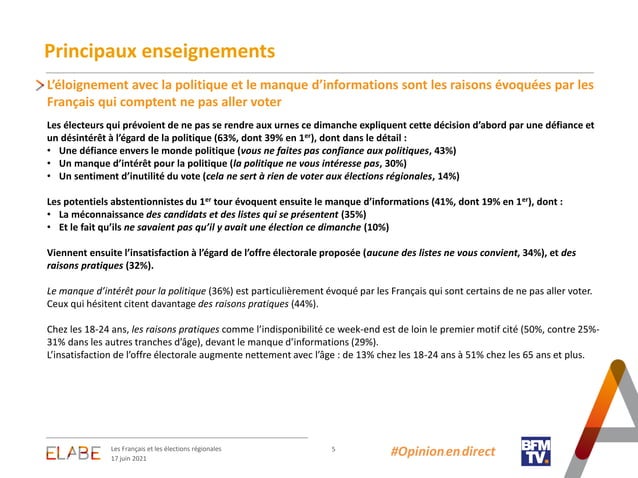 Principaux enseignements
L'éloignement avec la politique et le manque d'informations sont les raisons évoquées par les
Français qui comptent ne pas aller voter
Les électeurs qui prévoient de ne pas se rendre aux urnes ce dimanche expliquent cette décision d'abord par une défiance et
un désintérêt à l'égard de la politique (63%, dont 39% en 1er), dont dans le détail :
• Une défiance envers le monde politique (vous ne faites pas confiance aux politiques, 43%)
• Un manque d'intérêt pour la politique (la politique ne vous intéresse pas, 30%)
• Un sentiment d'inutilité du vote (cela ne sert à rien de voter aux élections régionales, 14%)
Les potentiels abstentionnistes du 1er tour évoquent ensuite le manque d'informations (41%, dont 19% en 1er), dont :
• La méconnaissance des candidats et des listes qui se présentent (35%)
• Et le fait qu'ils ne savaient pas qu'il y avait une élection ce dimanche (10%)
Viennent ensuite l'insatisfaction à l'égard de l'offre électorale proposée (aucune des listes ne vous convient, 34%), et des
raisons pratiques (32%).
Le manque d'intérêt pour la politique (36%) est particulièrement évoqué par les Français qui sont certains de ne pas aller voter.
Ceux qui hésitent citent davantage des raisons pratiques (44%).
Chez les 18-24 ans, les raisons pratiques comme l'indisponibilité ce week-end est de loin le premier motif cité (50%, contre 25%-
31% dans les autres tranches d'âge), devant le manque d'informations (29%).
L'insatisfaction de l'offre électorale augmente nettement avec l'âge : de 13% chez les 18-24 ans à 51% chez les 65 ans et plus.
ELABE
Les Français et les élections régionales
17 juin 2021
5
#Opinion en direct
BFM
TV.